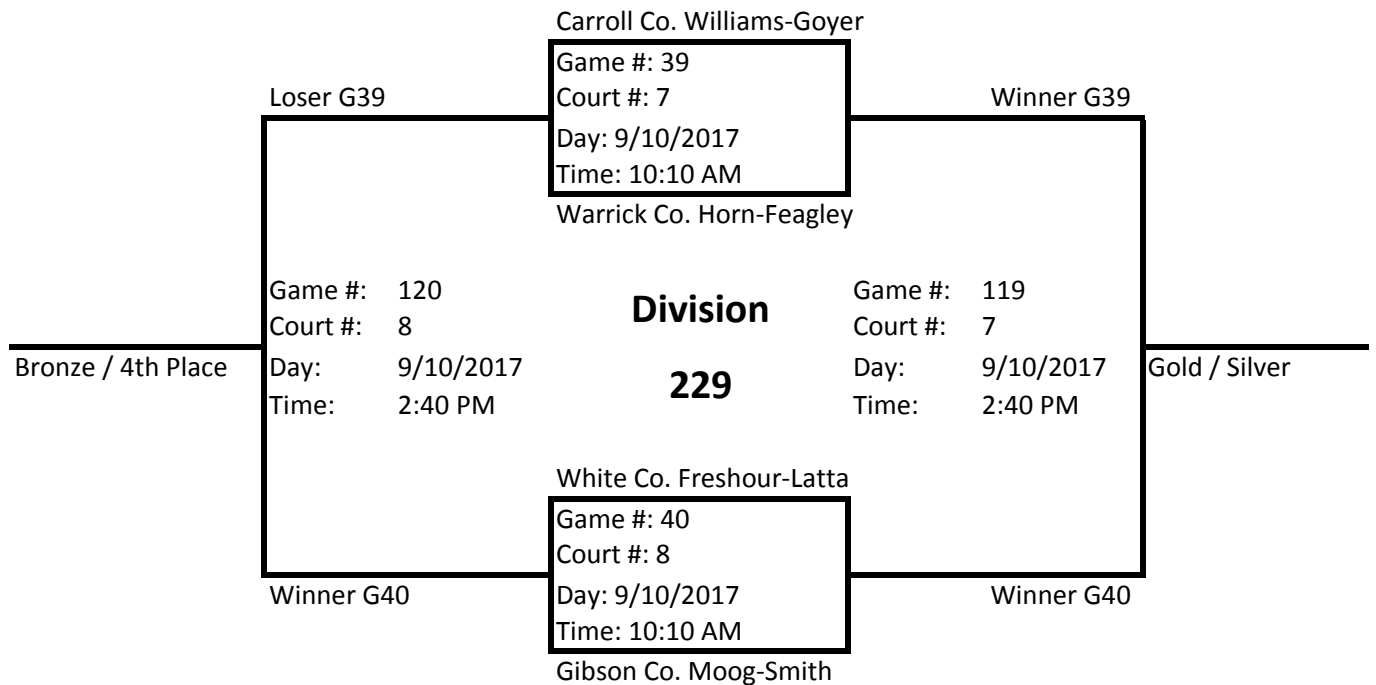 Carroll Co. Williams-Goyer
Game #: 39
Loser G39 Court #: 7 Winner G39
Day: 9/10/2017
Time: 10:10 AM
Warrick Co. Horn-Feagley
Game #: 120 Division Game #: 119
Court #: 8 Court #: 7
Bronze / 4th Place Day: 9/10/2017 229 Day: 9/10/2017 Gold / Silver
Time: 2:40 PM Time: 2:40 PM
White Co. Freshour-Latta
Game #: 40
Court #: 8
Winner G40 Day: 9/10/2017 Winner G40
Time: 10:10 AM
Gibson Co. Moog-Smith